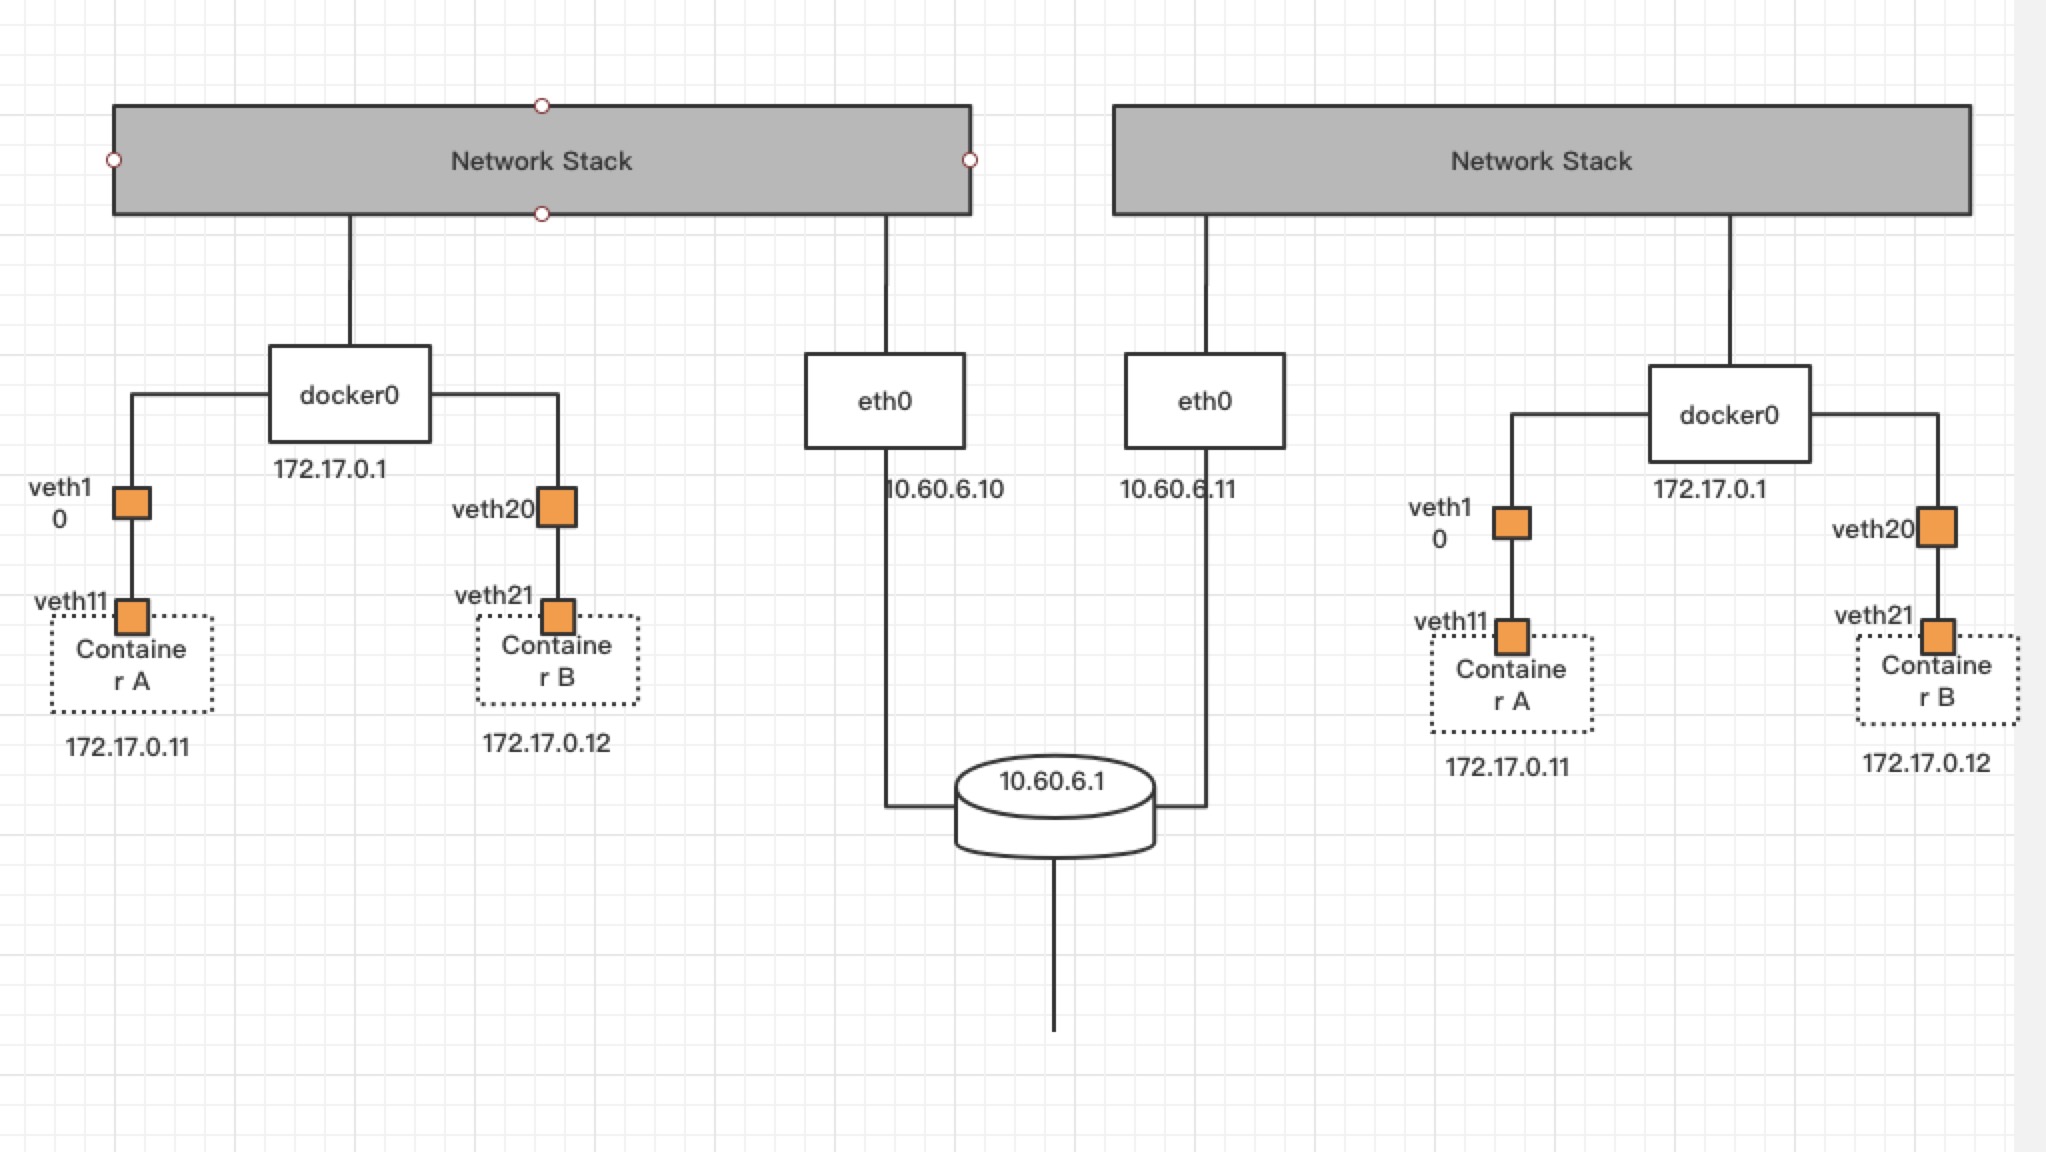 Network Stack
Network Stack
docker0
172.17.0.1
veth1
0
veth20
veth11
veth21
Containe
r A
Containe
r B
172.17.0.11
172.17.0.12
eth0
10.60.6.10
eth0
10.60.6.11
10.60.6.1
docker0
172.17.0.1
veth1
0
veth20
veth11
veth21
Containe
r A
Containe
r B
172.17.0.11
172.17.0.12